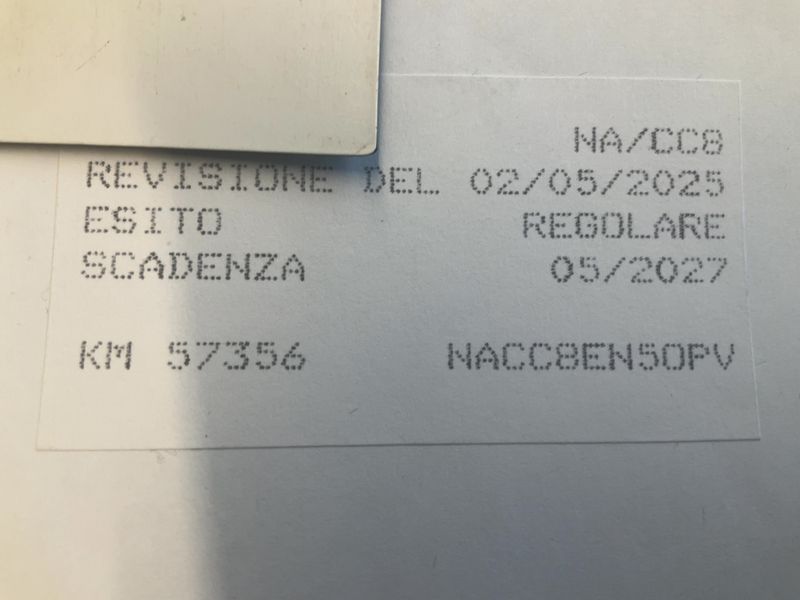 NA/CC8
REVISIONE DEL 02/05/2025
ESITO REGOLARE
SCADENZA 05/2027
KM 57356 NACC8EN50PV